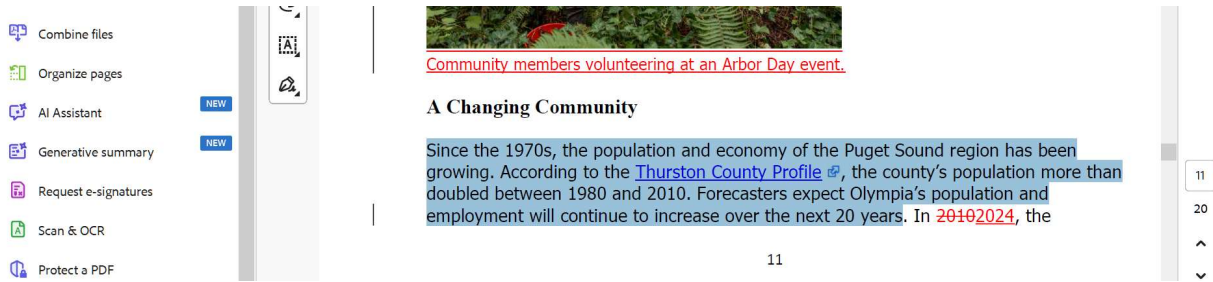 Combine files
Organize pages
AI Assistant
NEW
Generative summary
NEW
Request e-signatures
Scan & OCR
Protect a PDF
A
Community members volunteering at an Arbor Day event.
A Changing Community
Since the 1970s, the population and economy of the Puget Sound region has been
growing. According to the Thurston County Profile, the county's population more than
doubled between 1980 and 2010. Forecasters expect Olympia's population and
employment will continue to increase over the next 20 years. In 20102024, the
11
11
20